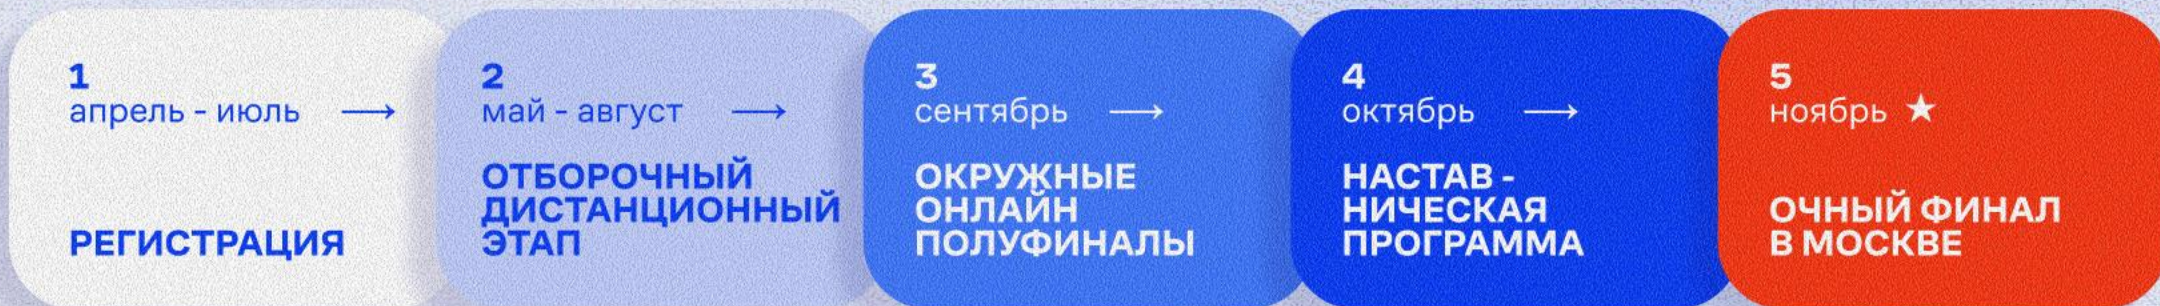 1
апрель - июль →
РЕГИСТРАЦИЯ
2
май - август →
ОТБОРОЧНЫЙ
ДИСТАНЦИОННЫЙ
ЭТАП
3
сентябрь →
ОКРУЖНЫЕ
ОНЛАЙН
ПОЛУФИНАЛЫ
4
октябрь →
НАСТАВ -
НИЧЕСКАЯ
ПРОГРАММА
5
ноябрь ★
ОЧНЫЙ ФИНАЛ
В МОСКВЕ